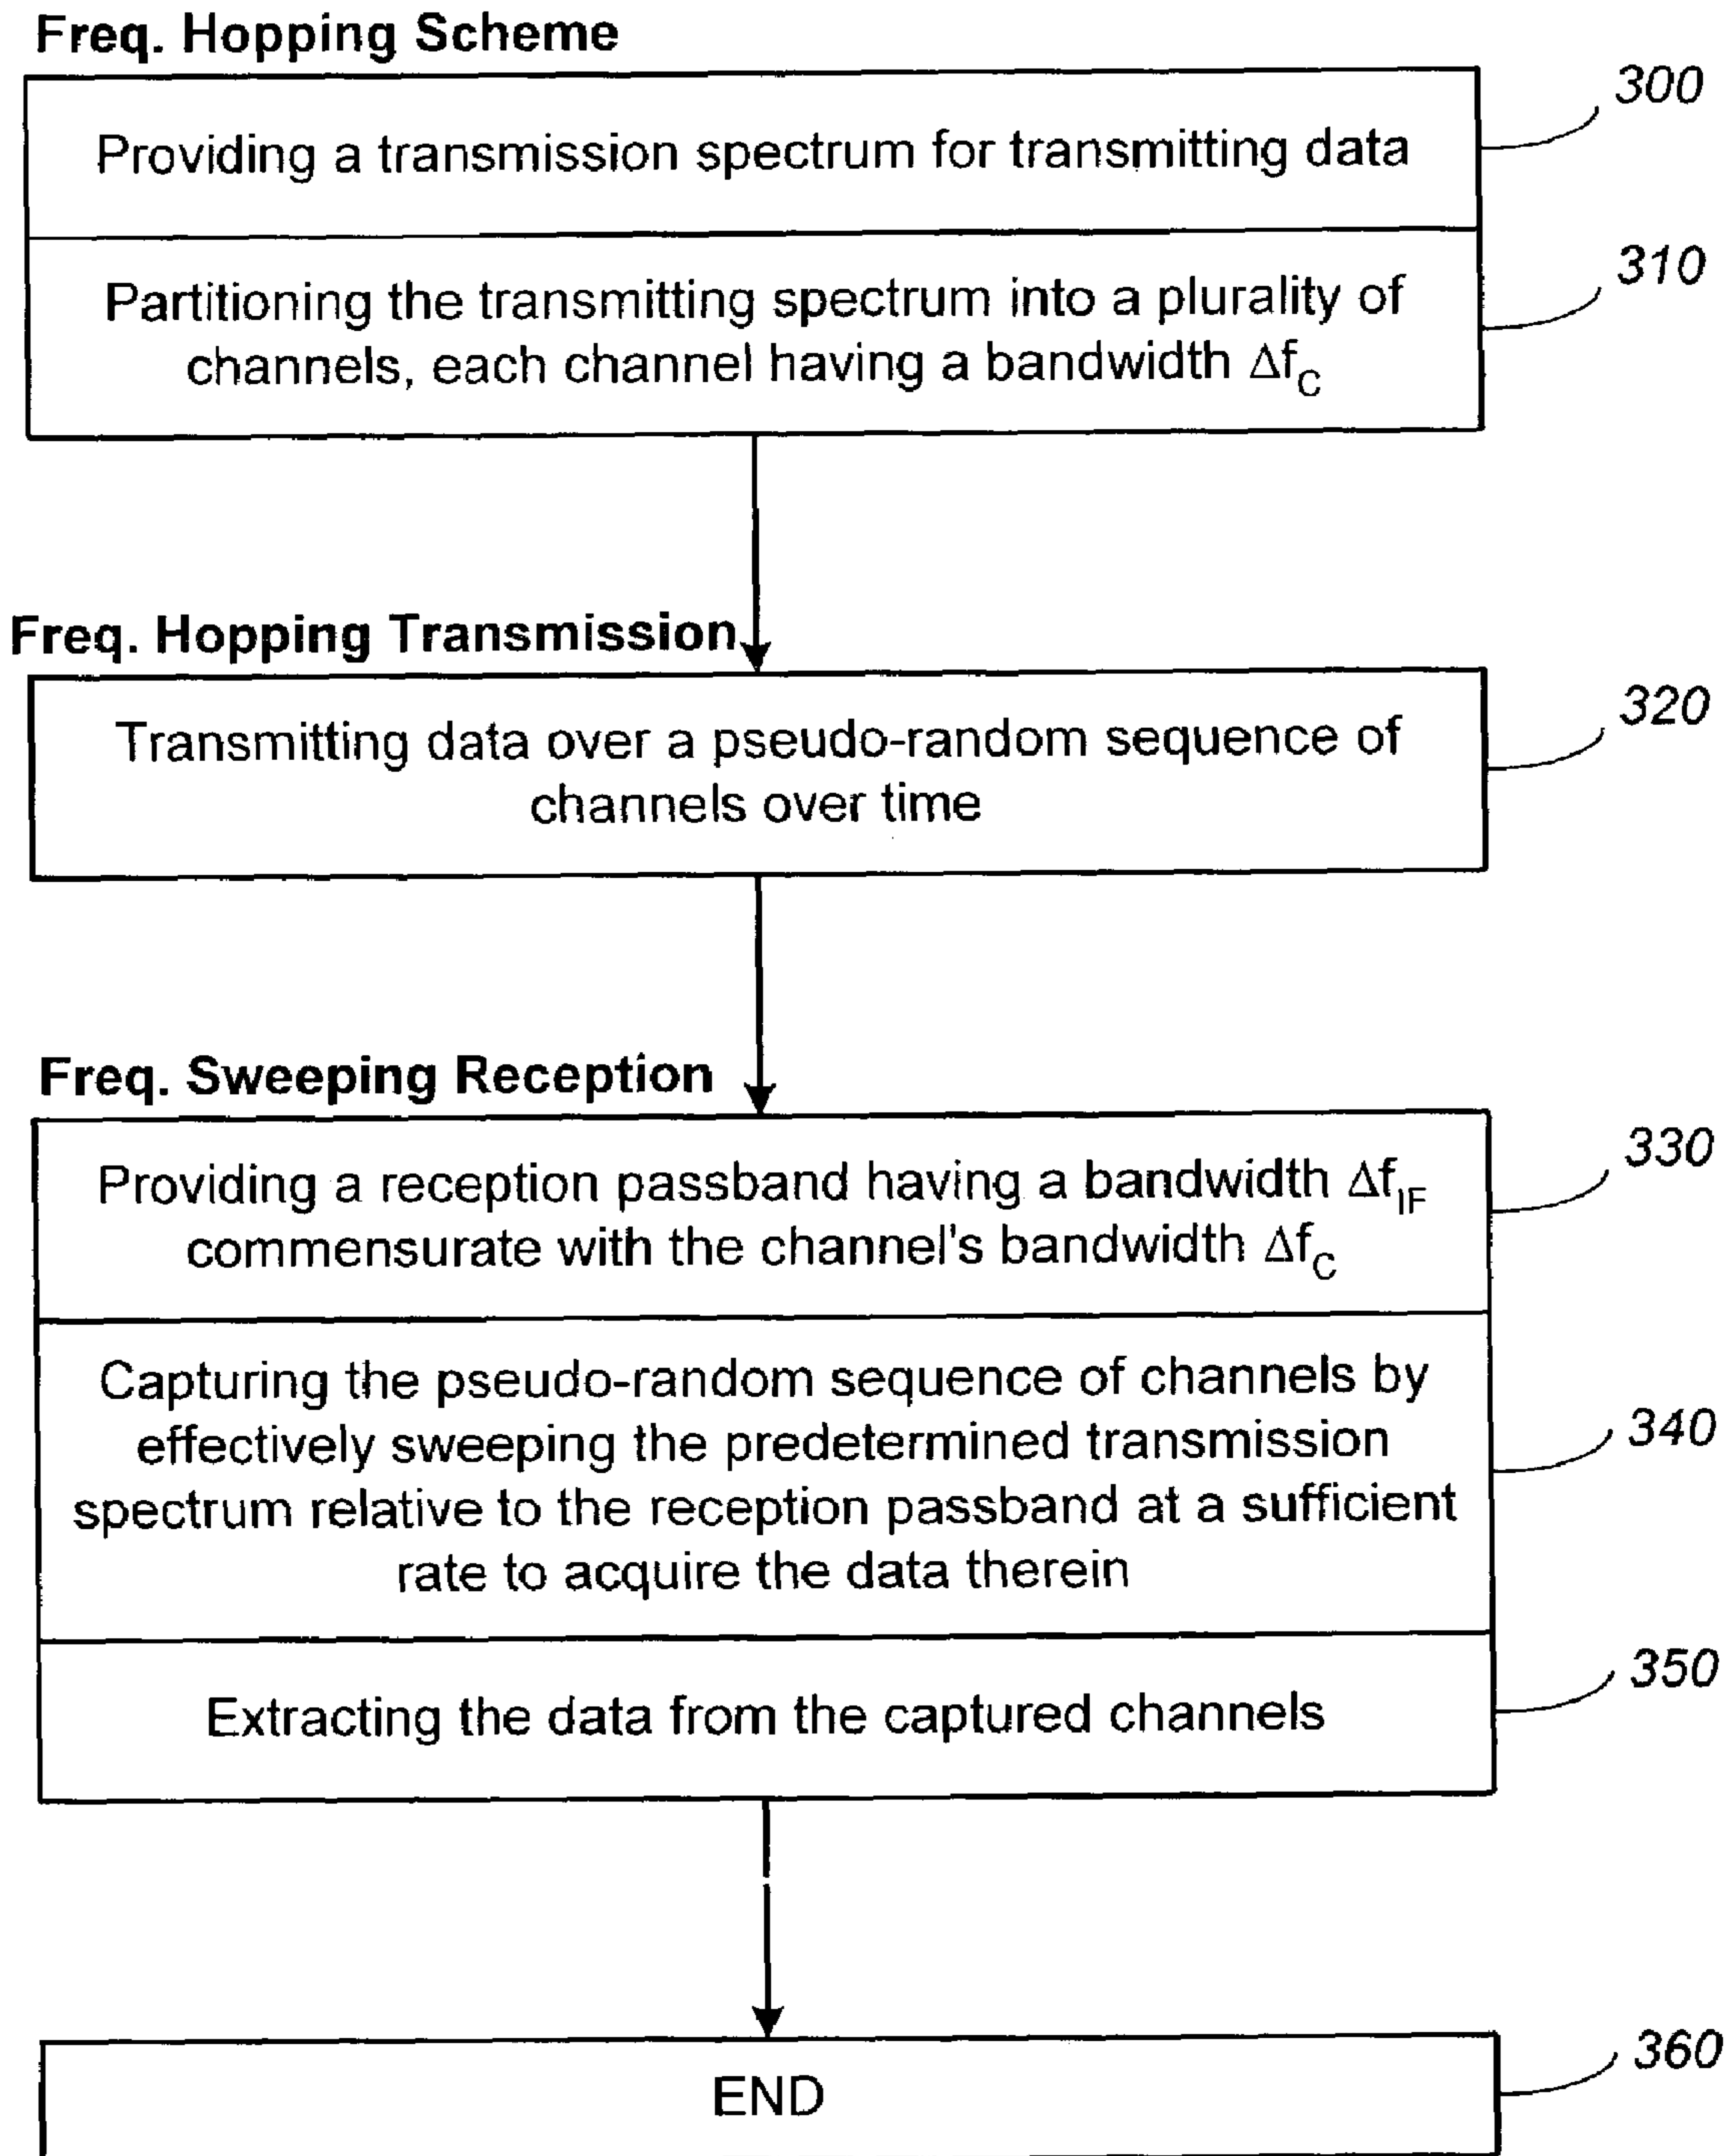 Freq. Hopping Scheme
300
Providing a transmission spectrum for transmitting data
310
Partitioning the transmitting spectrum into a plurality of
channels, each channel having a bandwidth Δf_C
Freq. Hopping Transmission
320
Transmitting data over a pseudo-random sequence of
channels over time
Freq. Sweeping Reception
330
Providing a reception passband having a bandwidth Δf_IF
commensurate with the channel's bandwidth Δf_C
Capturing the pseudo-random sequence of channels by
340
effectively sweeping the predetermined transmission
spectrum relative to the reception passband at a sufficient
rate to acquire the data therein
350
Extracting the data from the captured channels
360
END